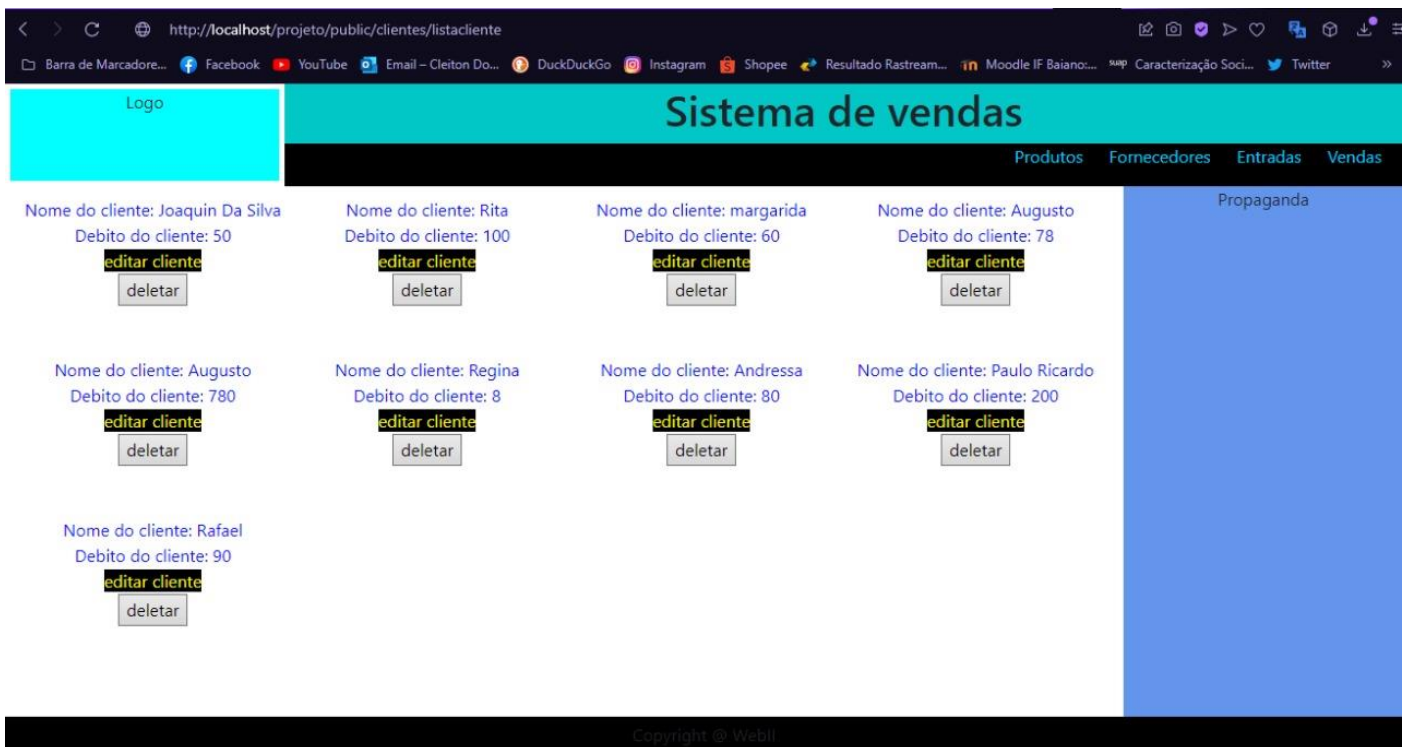 http://localhost/projeto/public/clientes/listacliente
Barra de Marcadore... Facebook YouTube Email – Cleiton Do... DuckDuckGo Instagram Shopee Resultado Rastream... Moodle IF Baiano:... suap Caracterização Soci... Twitter »
Logo
Sistema de vendas
Produtos Fornecedores Entradas Vendas
Nome do cliente: Joaquin Da Silva Nome do cliente: Rita Nome do cliente: margarida Nome do cliente: Augusto
Debito do cliente: 50 Debito do cliente: 100 Debito do cliente: 60 Debito do cliente: 78
editar cliente editar cliente editar cliente editar cliente
deletar deletar deletar deletar
Nome do cliente: Augusto Nome do cliente: Regina Nome do cliente: Andressa Nome do cliente: Paulo Ricardo
Debito do cliente: 780 Debito do cliente: 8 Debito do cliente: 80 Debito do cliente: 200
editar cliente editar cliente editar cliente editar cliente
deletar deletar deletar deletar
Nome do cliente: Rafael
Debito do cliente: 90
editar cliente
deletar
Propaganda
Copyright @ WebII